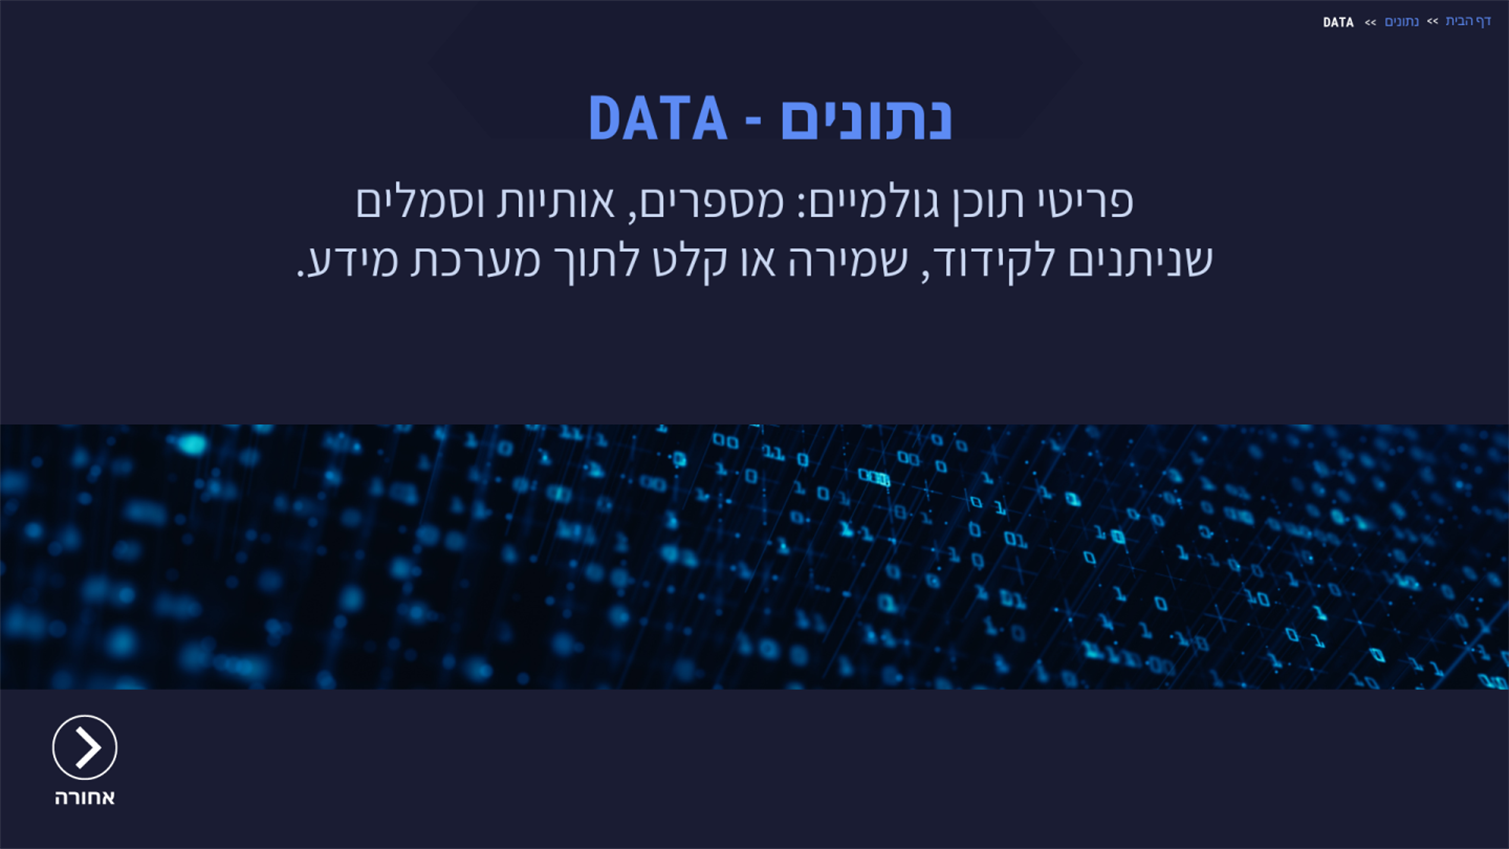 דף הבית >> נתונים >> DATA
נתונים - DATA
פריטי תוכן גולמיים: מספרים, אותיות וסמלים
שניתנים לקידוד, שמירה או קלט לתוך מערכת מידע.
אחורה